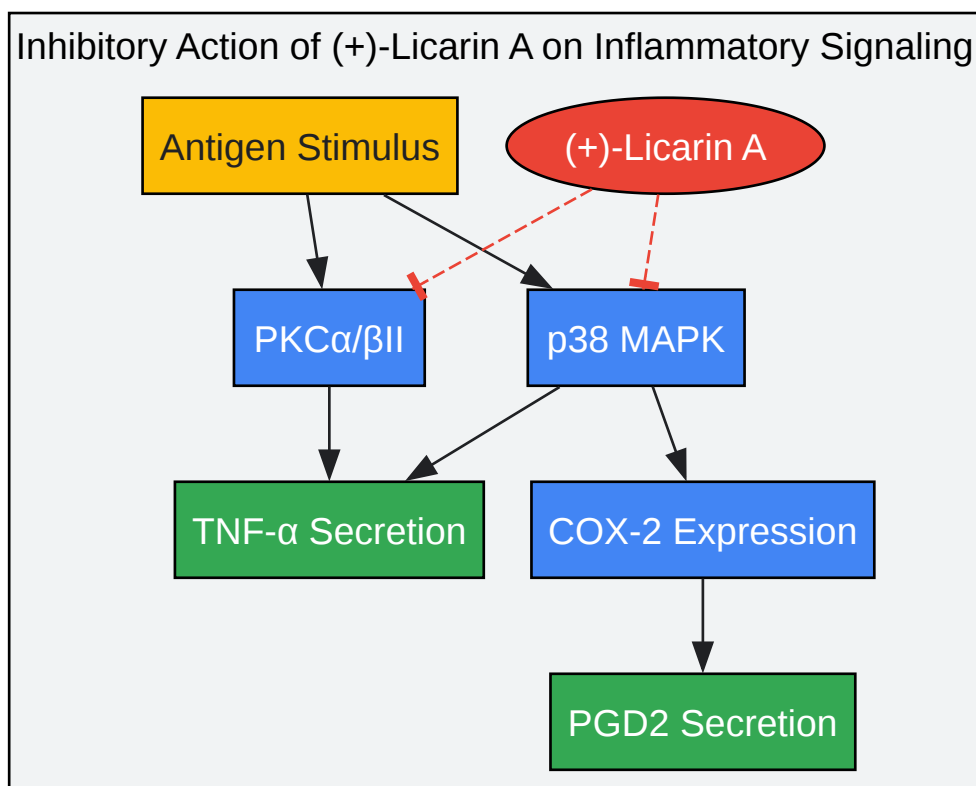 Inhibitory Action of (+)-Licarin A on Inflammatory Signaling
Antigen Stimulus
(+)-Licarin A
PKCα/βII
p38 MAPK
TNF-α Secretion
COX-2 Expression
PGD2 Secretion